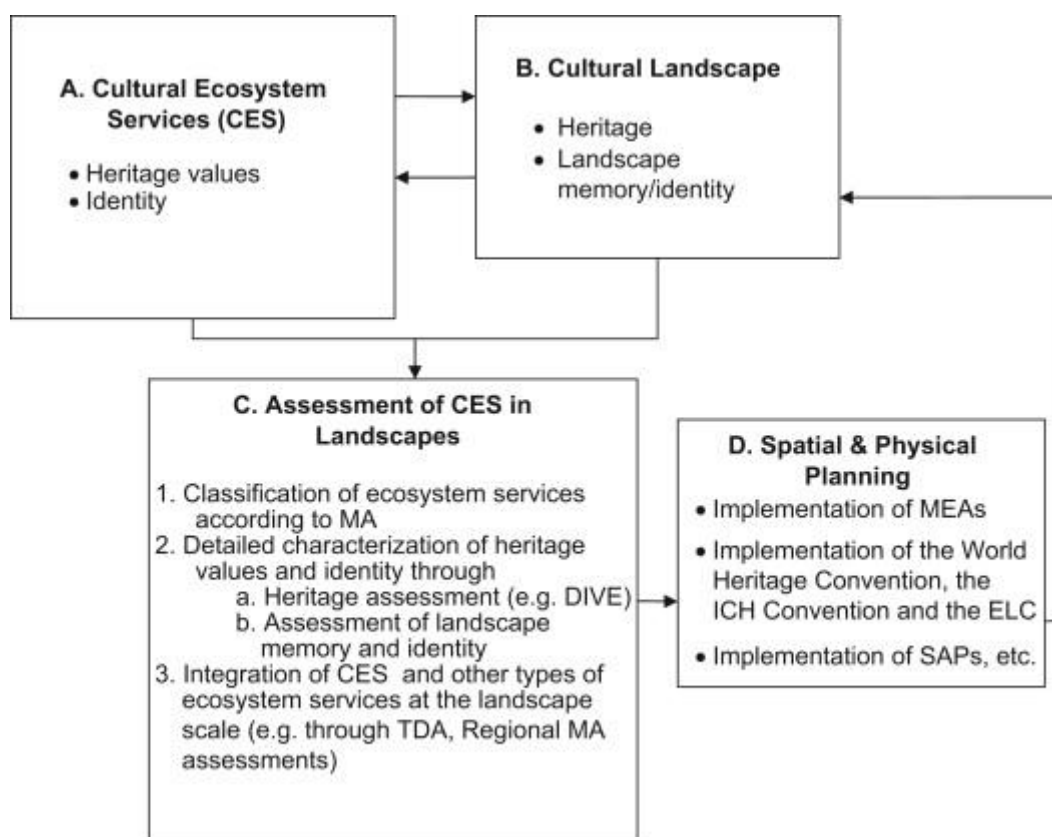 A. Cultural Ecosystem
Services (CES)
• Heritage values
• Identity
B. Cultural Landscape
• Heritage
• Landscape
memory/identity
C. Assessment of CES in
Landscapes
1. Classification of ecosystem services
according to MA
2. Detailed characterization of heritage
values and identity through
a. Heritage assessment (e.g. DIVE)
b. Assessment of landscape
memory and identity
3. Integration of CES and other types of
ecosystem services at the landscape
scale (e.g. through TDA, Regional MA
assessments)
D. Spatial & Physical
Planning
• Implementation of MEAs
• Implementation of the World
Heritage Convention, the
ICH Convention and the ELC
• Implementation of SAPs, etc.